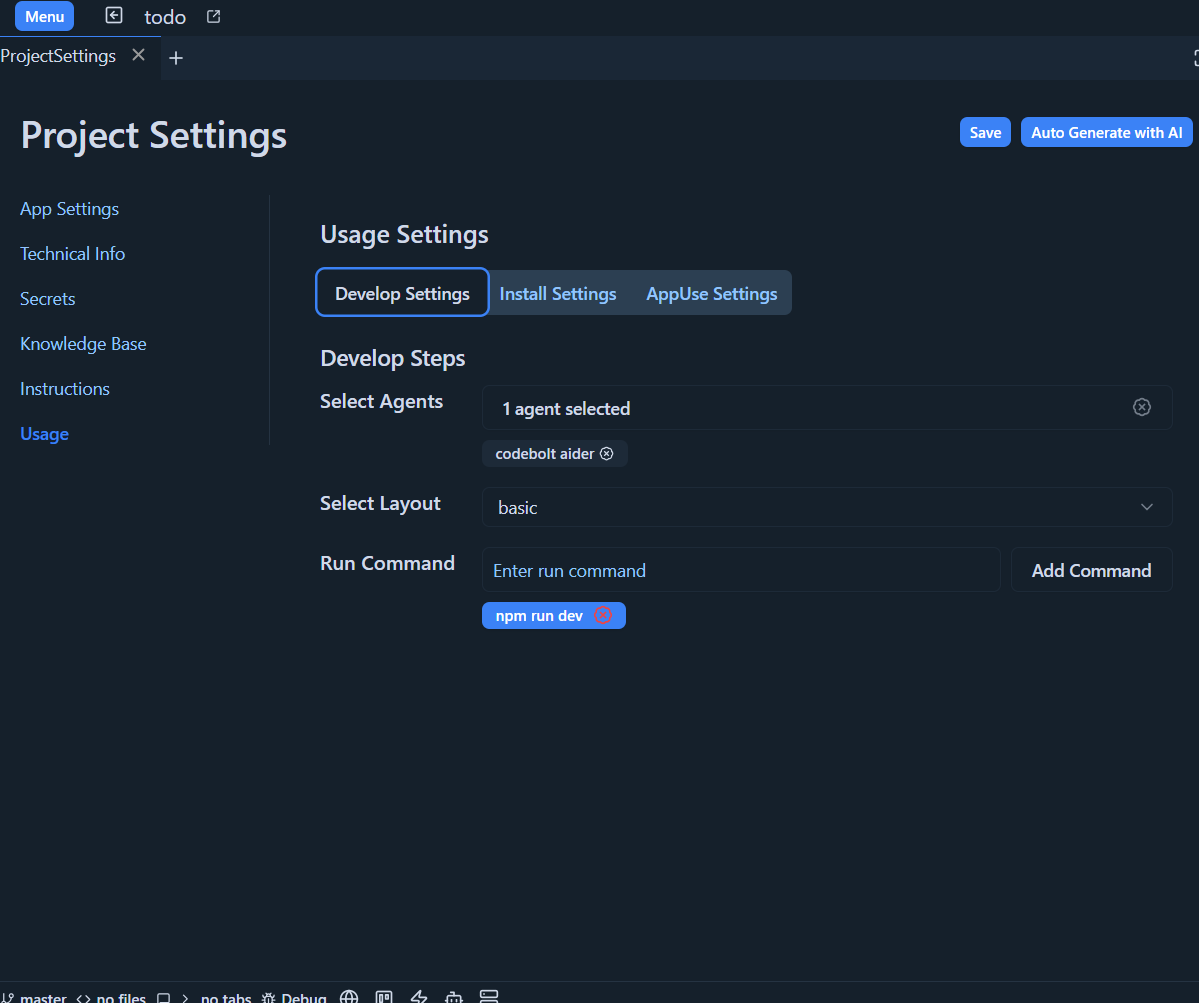 Menu todo
ProjectSettings
Project Settings
Save Auto Generate with AI
App Settings
Technical Info
Secrets
Knowledge Base
Instructions
Usage
Usage Settings
Develop Settings Install Settings AppUse Settings
Develop Steps
Select Agents 1 agent selected
codebolt aider
Select Layout basic
Run Command Enter run command Add Command
npm run dev
master no files no tabs Debug